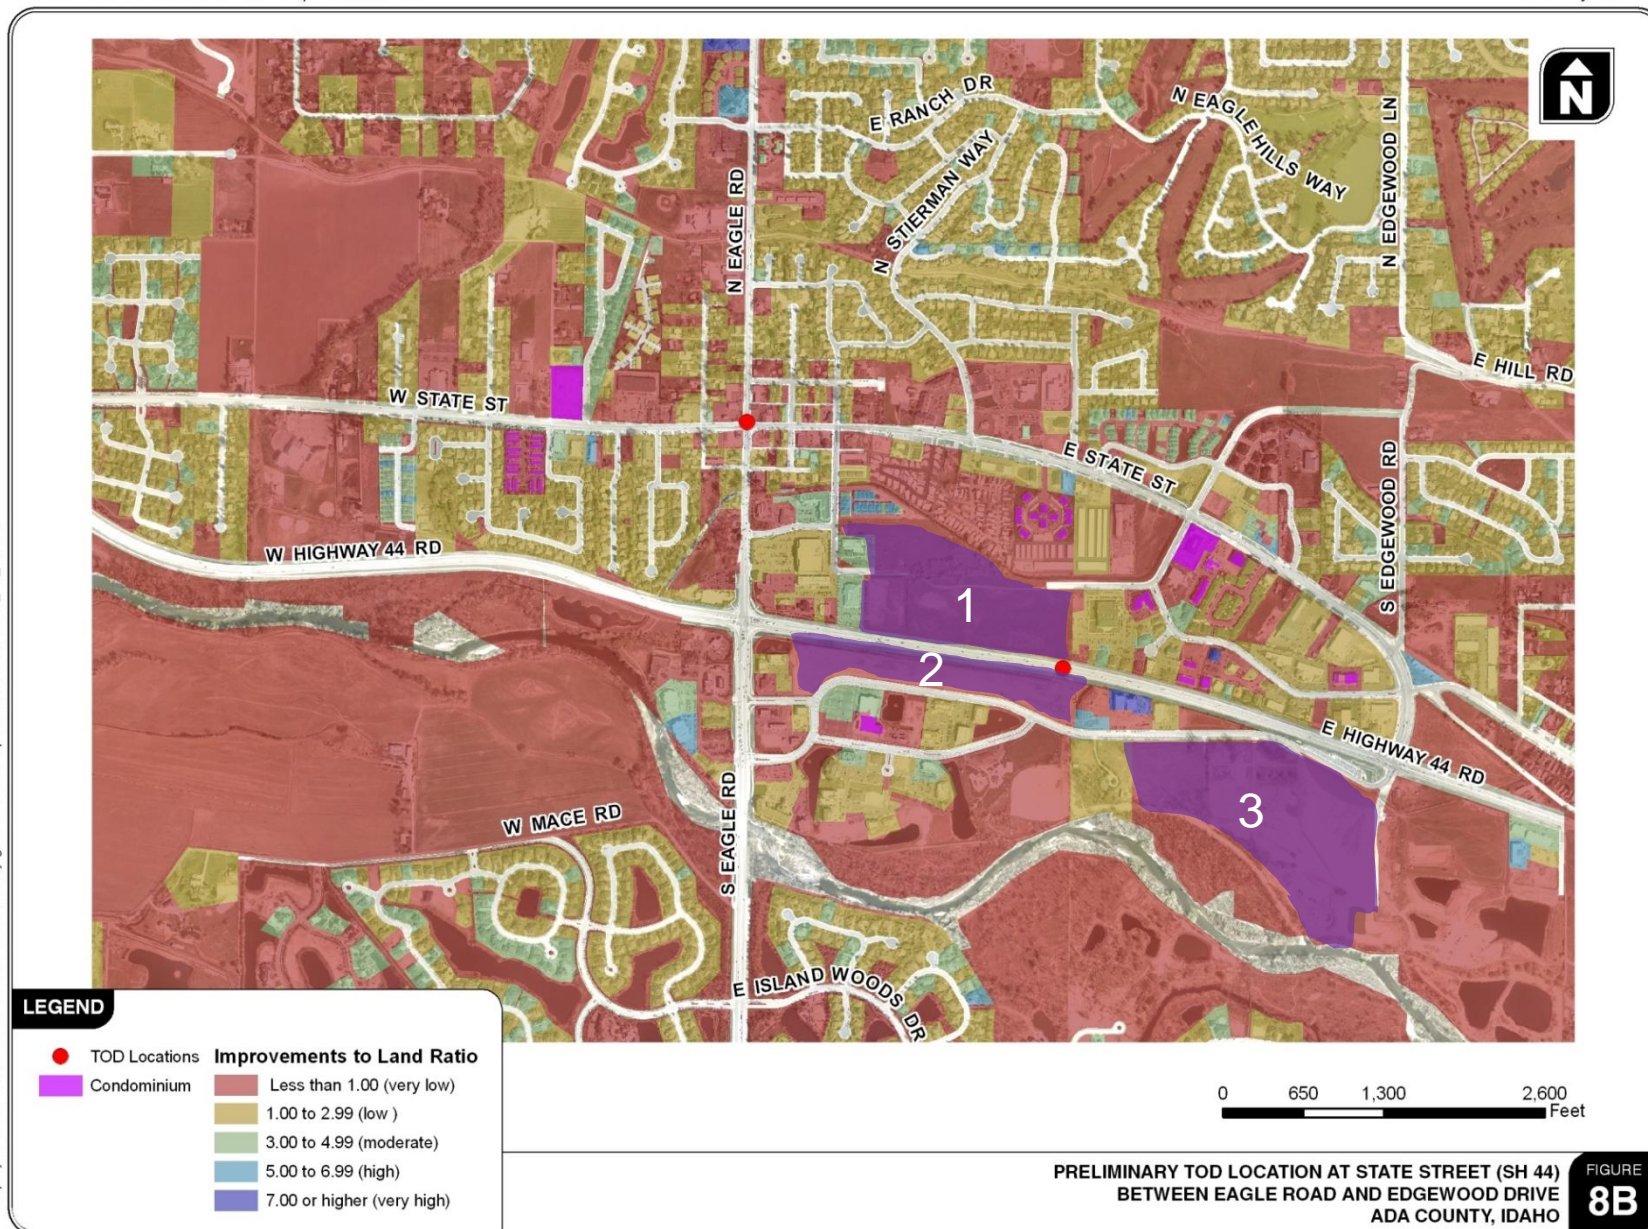 N
E RANCH DR
N EAGLE HILLS WAY
N EDGEWOOD LN
N STIERMAN WAY
N EAGLE RD
E HILL RD
W STATE ST
E STATE ST
S EDGEWOOD RD
W HIGHWAY 44 RD
1
2
E HIGHWAY 44 RD
3
S EAGLE RD
W MACE RD
E ISLAND WOODS DR
LEGEND
TOD Locations
Condominium
Improvements to Land Ratio
Less than 1.00 (very low)
1.00 to 2.99 (low )
3.00 to 4.99 (moderate)
5.00 to 6.99 (high)
7.00 or higher (very high)
0 650 1,300 2,600
Feet
PRELIMINARY TOD LOCATION AT STATE STREET (SH 44)
BETWEEN EAGLE ROAD AND EDGEWOOD DRIVE
ADA COUNTY, IDAHO
FIGURE
8B